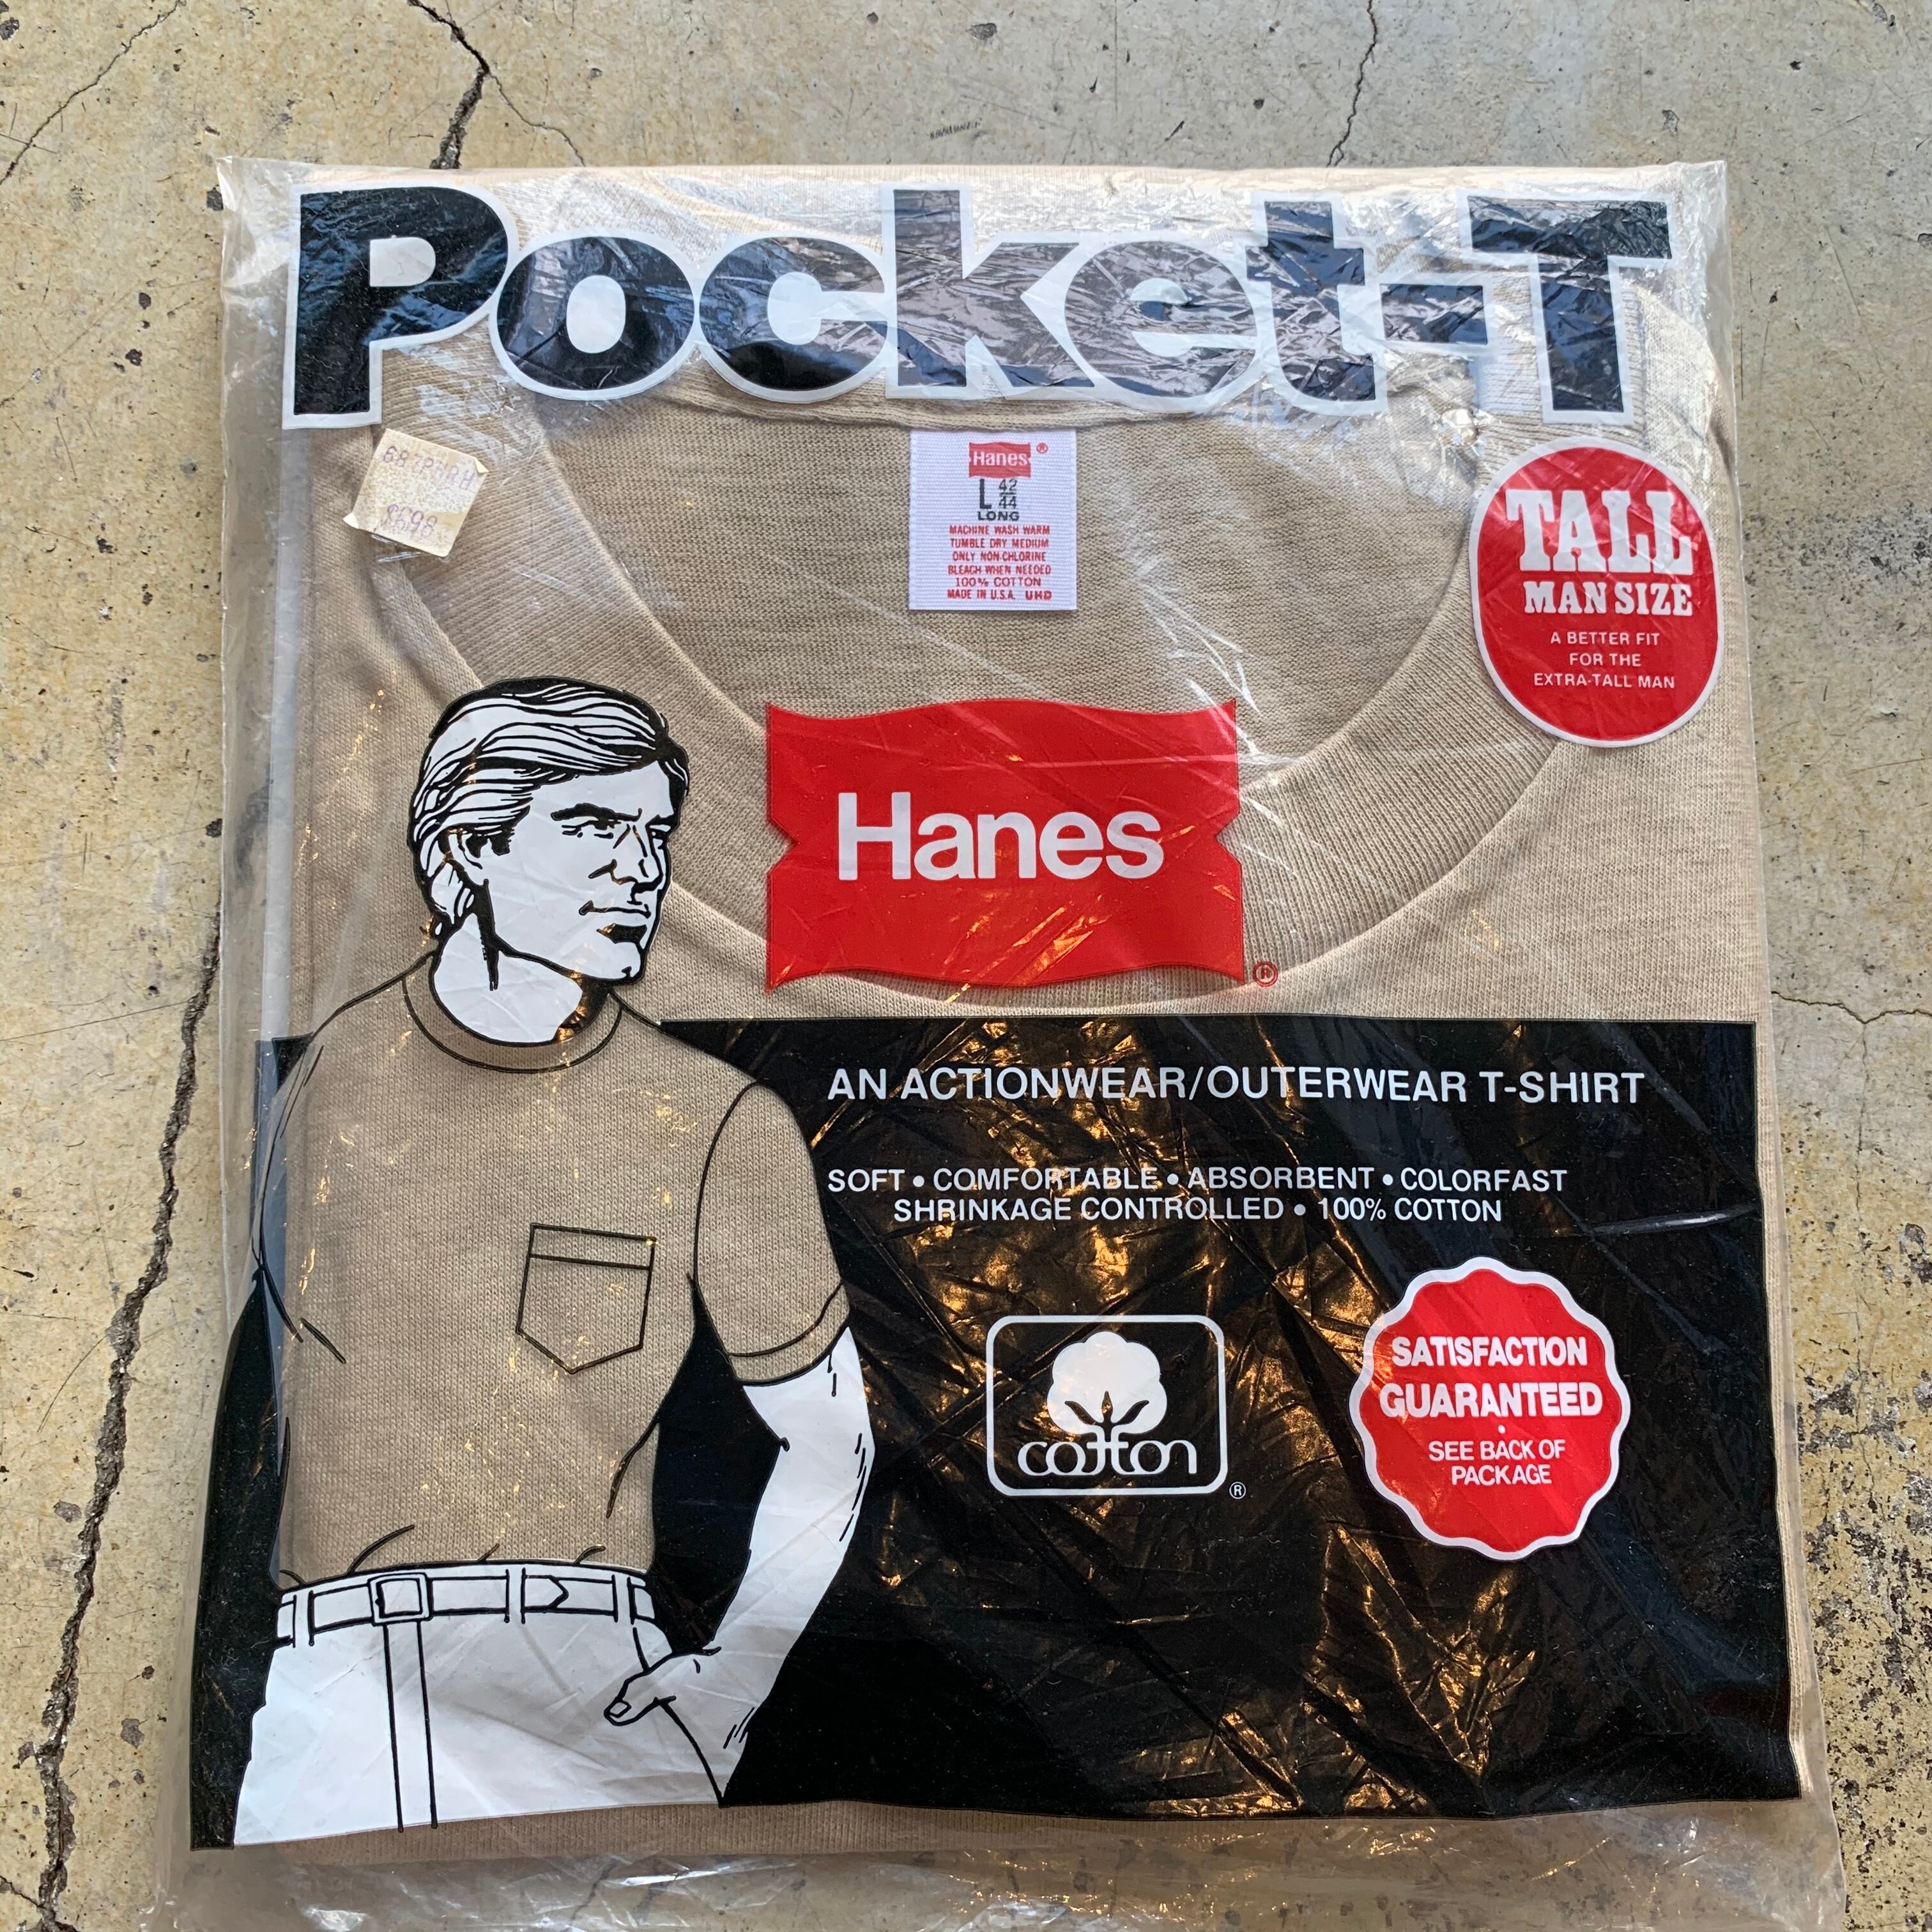 Pocket-T
$698
Hanes®
L 42
44
LONG
MACHINE WASH WARM
TUMBLE DRY MEDIUM
ONLY NON-CHLORINE
BLEACH WHEN NEEDED
100% COTTON
MADE IN U.S.A. UHD
TALL
MAN SIZE
A BETTER FIT
FOR THE
EXTRA-TALL MAN
Hanes
®
AN ACTIONWEAR/OUTERWEAR T-SHIRT
SOFT • COMFORTABLE • ABSORBENT • COLORFAST
SHRINKAGE CONTROLLED • 100% COTTON
cotton
®
SATISFACTION
GUARANTEED
•
SEE BACK OF
PACKAGE